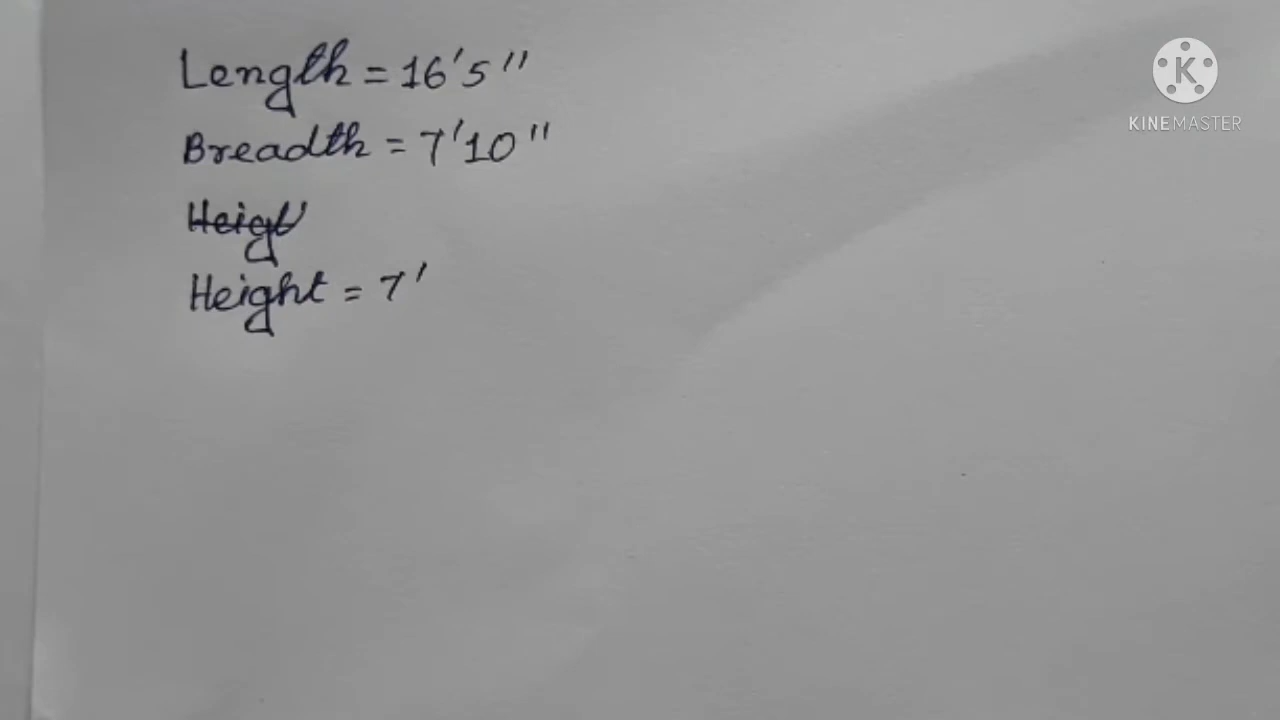 Length = 16'5"
Breadth = 7'10"
Heigt
Height = 7'
K
KINEMASTER